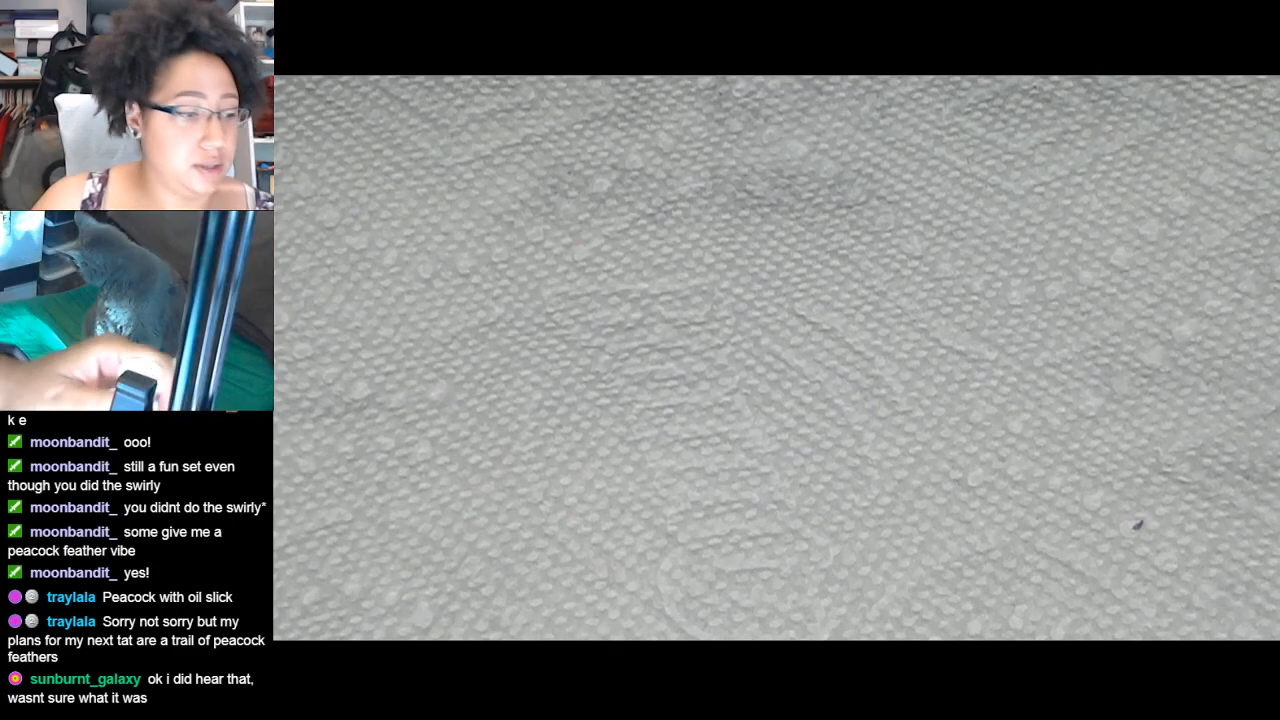 k e
moonbandit_ ooo!
moonbandit_ still a fun set even
though you did the swirly
moonbandit_ you didnt do the swirly*
moonbandit_ some give me a
peacock feather vibe
moonbandit_ yes!
traylala Peacock with oil slick
traylala Sorry not sorry but my
plans for my next tat are a trail of peacock
feathers
sunburnt_galaxy ok i did hear that,
wasnt sure what it was